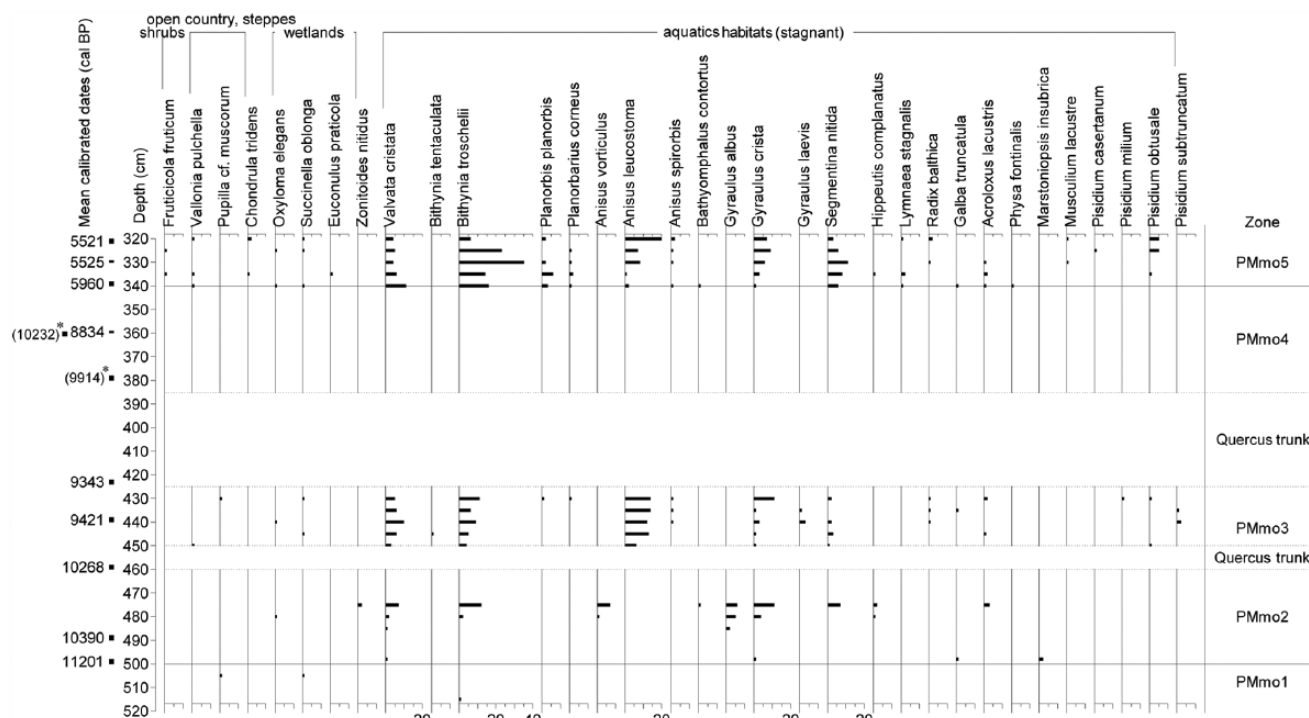 open country, steppes
shrubs
wetlands
aquatics habitats (stagnant)
Mean calibrated dates (cal BP)
Depth (cm)
Fruticicola fruticum
Vallonia pulchella
Pupilla cf. muscorum
Chondrula tridens
Oxyloma elegans
Succinella oblonga
Euconulus praticola
Zonitoides nitidus
Valvata cristata
Bithynia tentaculata
Bithynia troschelii
Planorbis planorbis
Planorbarius corneus
Anisus vorticulus
Anisus leucostoma
Anisus spirorbis
Bathyomphalus contortus
Gyraulus albus
Gyraulus crista
Gyraulus laevis
Segmentina nitida
Hippeutis complanatus
Lymnaea stagnalis
Radix balthica
Galba truncatula
Acroloxus lacustris
Physa fontinalis
Marstoniopsis insubrica
Musculium lacustre
Pisidium casertanum
Pisidium milium
Pisidium obtusale
Pisidium subtruncatum
Zone
5521 320
5525 330 PMmo5
5960 340
350
(10232)* 8834 360 PMmo4
370
(9914)* 380
390
400
410 Quercus trunk
420
9343
430
9421 440 PMmo3
450
Quercus trunk
10268 460
470
480 PMmo2
10390 490
11201 500
510 PMmo1
520